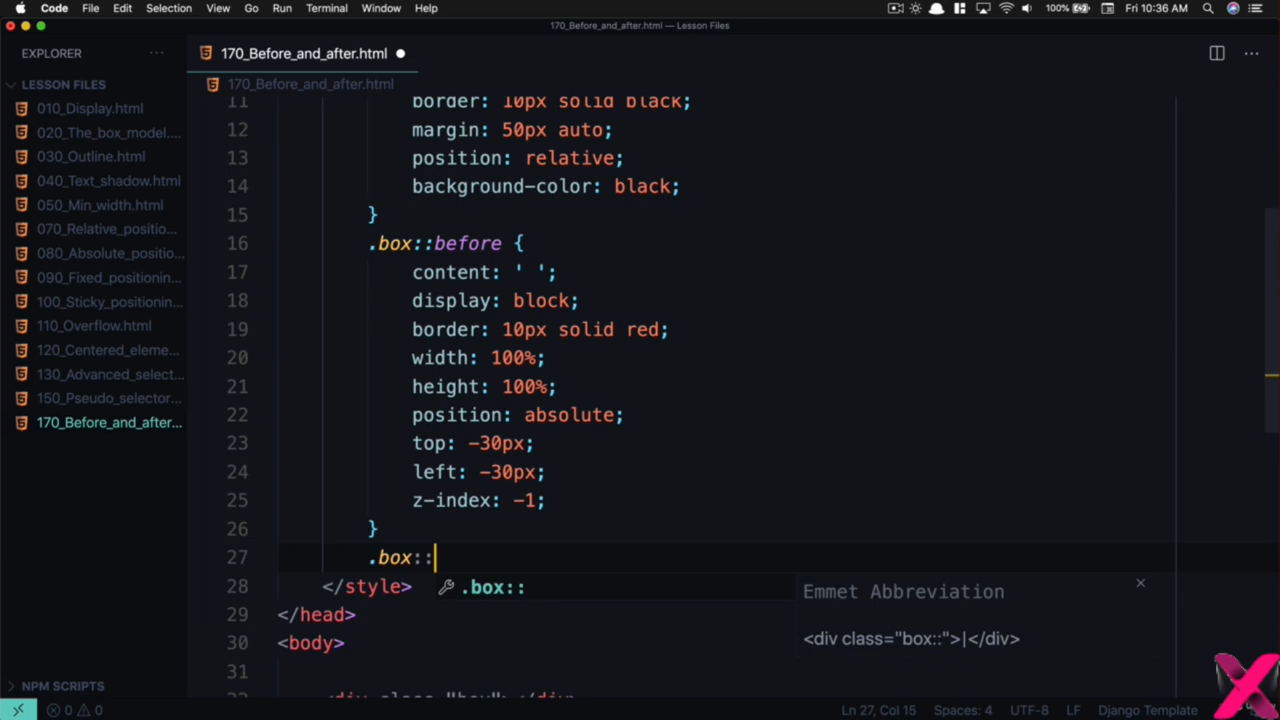 Code File Edit Selection View Go Run Terminal Window Help 100% Fri 10:36 AM
170_Before_and_after.html — Lesson Files
EXPLORER
170_Before_and_after.html
LESSON FILES
170_Before_and_after.html
010_Display.html
020_The_box_model....
030_Outline.html
040_Text_shadow.html
050_Min_width.html
070_Relative_positio...
080_Absolute_positio...
090_Fixed_positionin...
100_Sticky_positionin...
110_Overflow.html
120_Centered_eleme...
130_Advanced_select...
150_Pseudo_selector...
170_Before_and_after...
NPM SCRIPTS
11 border: 10px solid black;
12 margin: 50px auto;
13 position: relative;
14 background-color: black;
15 }
16 .box::before {
17 content: ' ';
18 display: block;
19 border: 10px solid red;
20 width: 100%;
21 height: 100%;
22 position: absolute;
23 top: -30px;
24 left: -30px;
25 z-index: -1;
26 }
27 .box::
28 </style>
.box::
Emmet Abbreviation
<div class="box::">|</div>
29 </head>
30 <body>
31
32 <div class="box"></div>
0 0
Ln 27, Col 15 Spaces: 4 UTF-8 LF Django Template